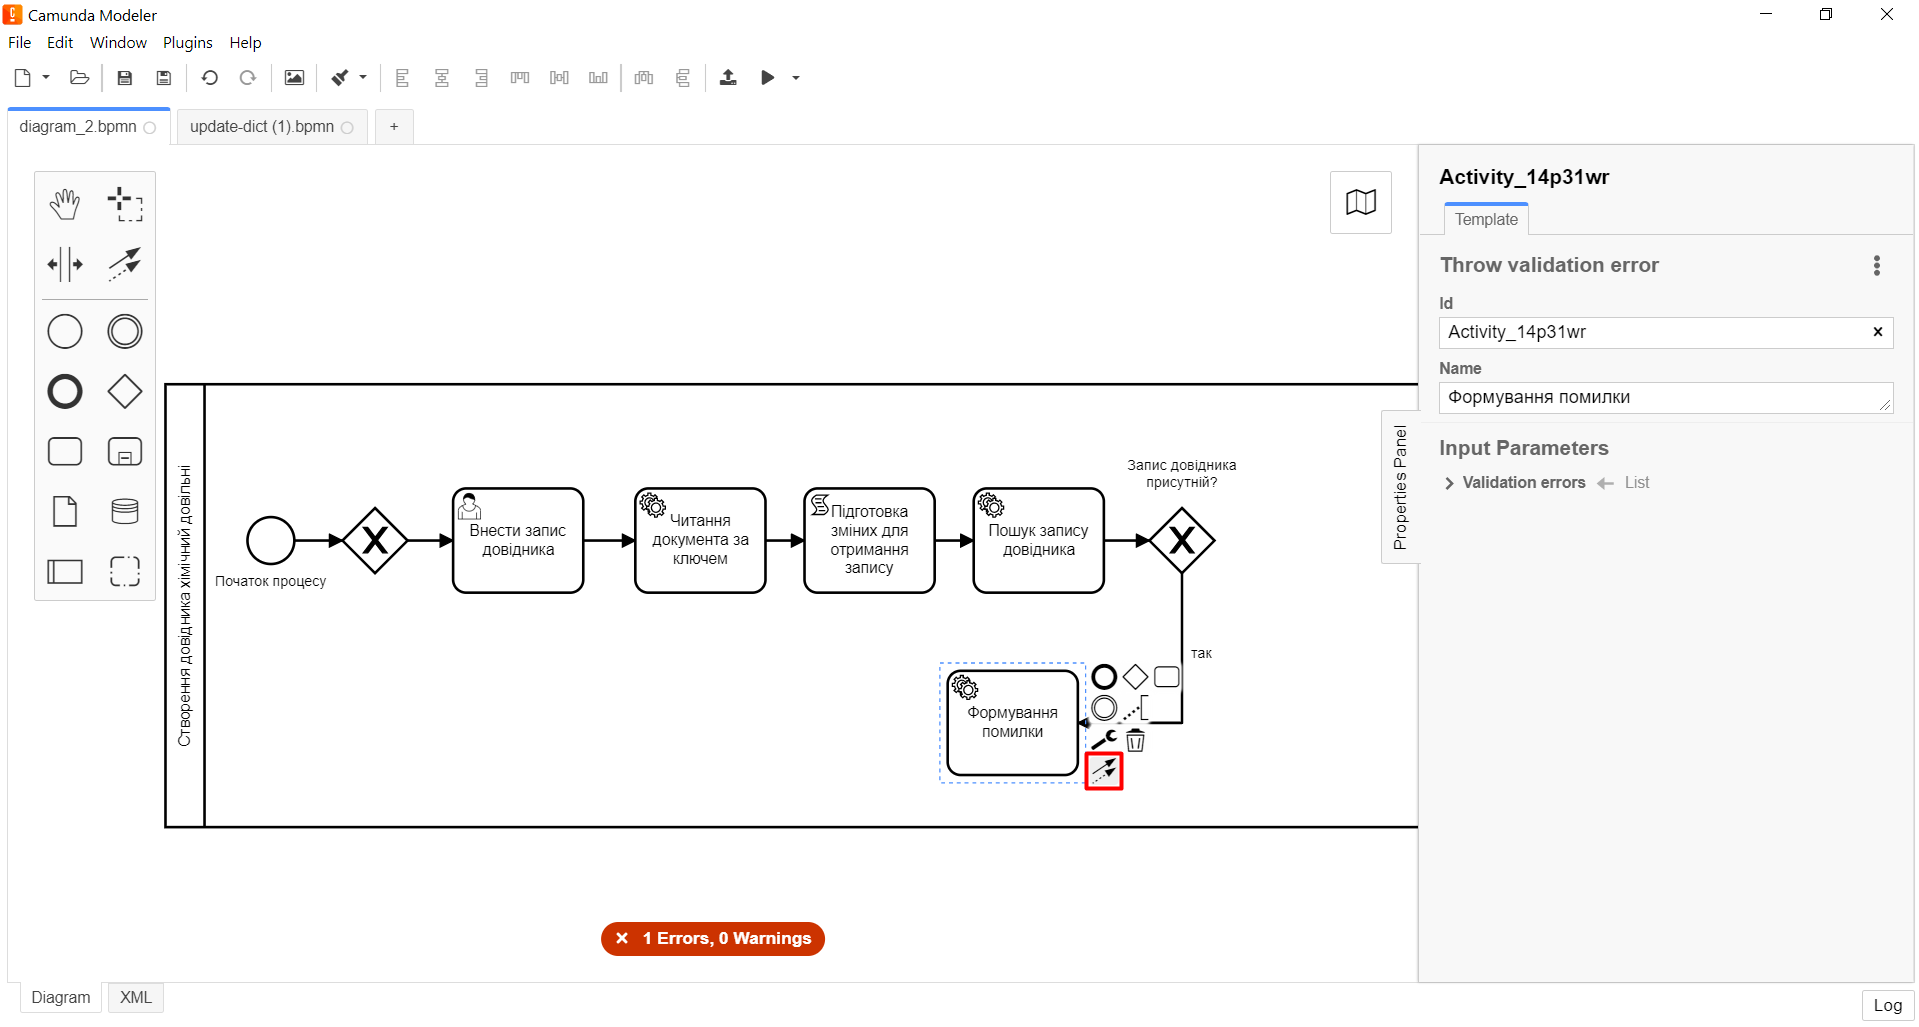 Camunda Modeler
File Edit Window Plugins Help
diagram_2.bpmn update-dict (1).bpmn +
Activity_14p31wr
Template
Throw validation error
Id
Activity_14p31wr
Name
Формування помилки
Input Parameters
Validation errors List
Properties Panel
Створення довідника хімічний довільні
Початок процесу
Внести запис
довідника
Читання
документа за
ключем
Підготовка
зміних для
отримання
запису
Пошук запису
довідника
Запис довідника
присутній?
так
Формування
помилки
1 Errors, 0 Warnings
Diagram XML
Log